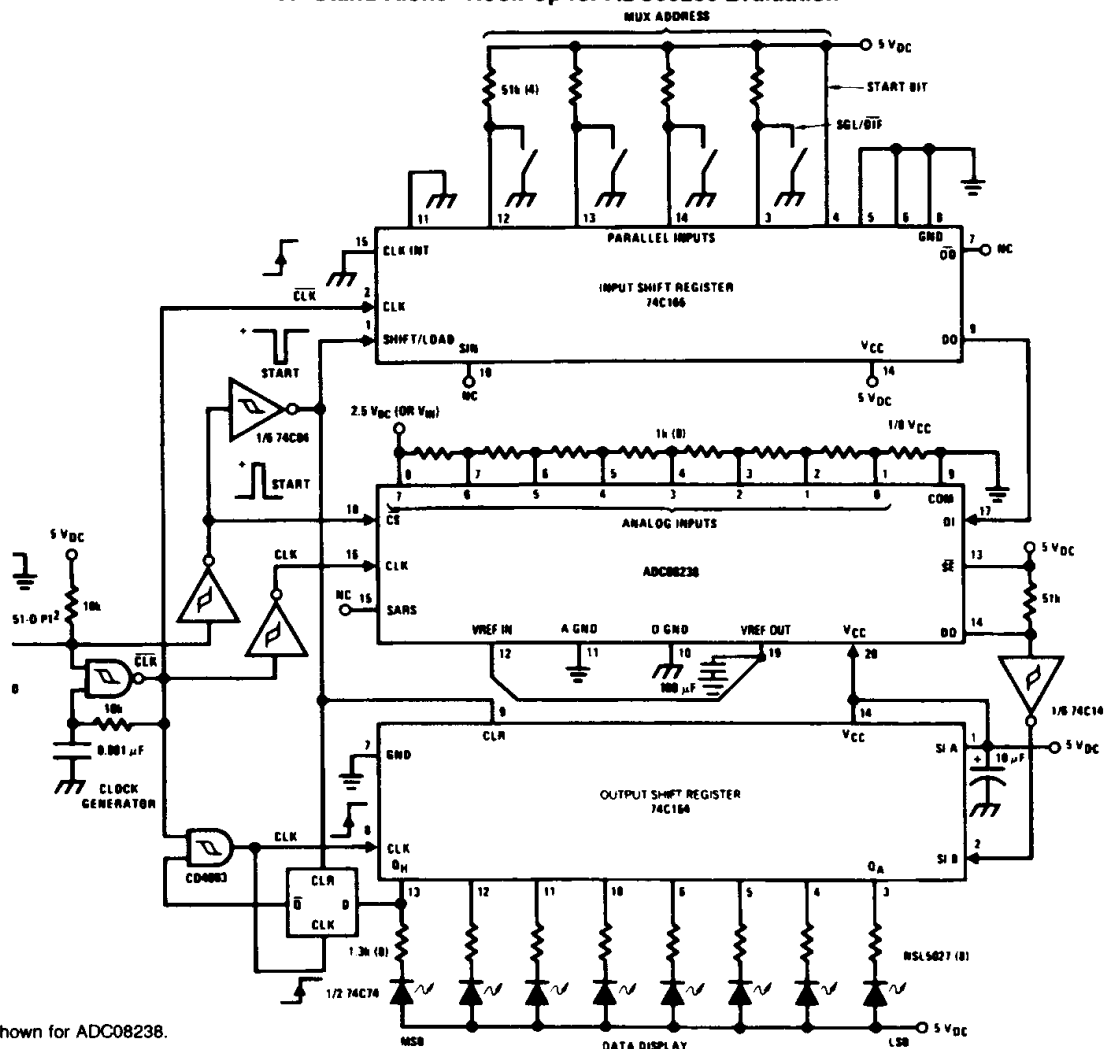 MUX ADDRESS
5 VDC
51k (4)
START BIT
SGL/DIF
11
12
13
14
3
4
5
6
8
PARALLEL INPUTS
GND
7
NC
15
CLK INT
INPUT SHIFT REGISTER
74C166
CLK
2
CLK
1
SHIFT/LOAD
SIN
10
NC
VCC
14
5 VDC
DO
9
START
1/6 74C04
START
2.5 VDC (OR VIN)
1k (8)
1/8 VCC
8
7
6
5
4
3
2
1
9
7
6
5
4
3
2
1
0
COM
ANALOG INPUTS
DI
17
18
CS
5 VDC
CLK
16
CLK
ADC08238
SE
13
5 VDC
51k
NC
15
SARS
DO
14
10k
51-0 P1²
VREF IN
A GND
D GND
VREF OUT
VCC
12
11
10
19
20
100 µF
CLK
10k
0.001 µF
CLOCK
GENERATOR
1/6 74C14
9
CLR
14
VCC
7
GND
SI A
1
10 µF
5 VDC
OUTPUT SHIFT REGISTER
74C164
CLK
8
CLK
SI B
2
CD4093
QH
QA
CLR
Q
D
CLK
13
12
11
10
6
5
4
3
1.3k (8)
NSL5027 (8)
1/2 74C74
5 VDC
MSB
DATA DISPLAY
LSB
hown for ADC08238.